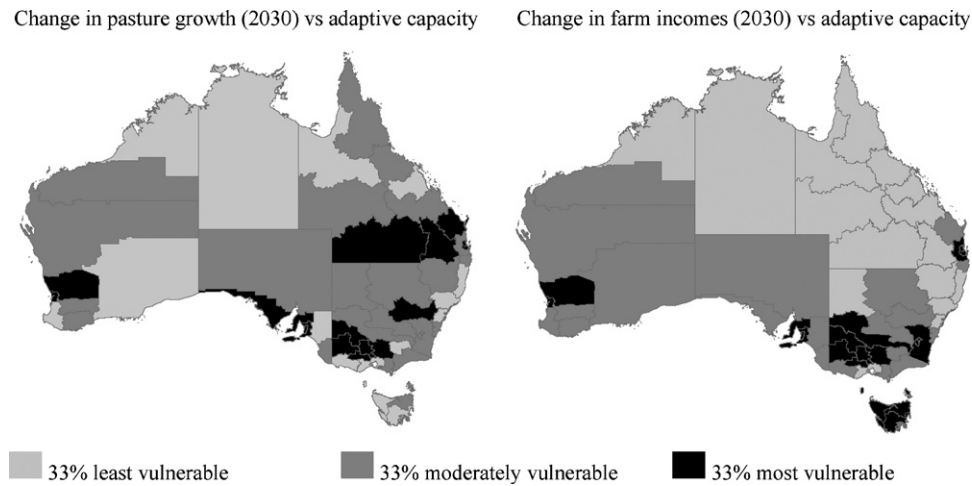 Change in pasture growth (2030) vs adaptive capacity
Change in farm incomes (2030) vs adaptive capacity
33% least vulnerable
33% moderately vulnerable
33% most vulnerable